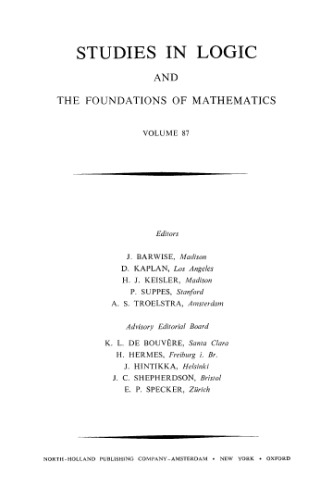 STUDIES IN LOGIC
AND
THE FOUNDATIONS OF MATHEMATICS
VOLUME 87
Editors
J. BARWISE, Madison
D. KAPLAN, Los Angeles
H. J. KEISLER, Madison
P. SUPPES, Stanford
A. S. TROELSTRA, Amsterdam
Advisory Editorial Board
K. L. DE BOUVÈRE, Santa Clara
H. HERMES, Freiburg i. Br.
J. HINTIKKA, Helsinki
J. C. SHEPHERDSON, Bristol
E. P. SPECKER, Zürich
NORTH-HOLLAND PUBLISHING COMPANY–AMSTERDAM • NEW YORK • OXFORD